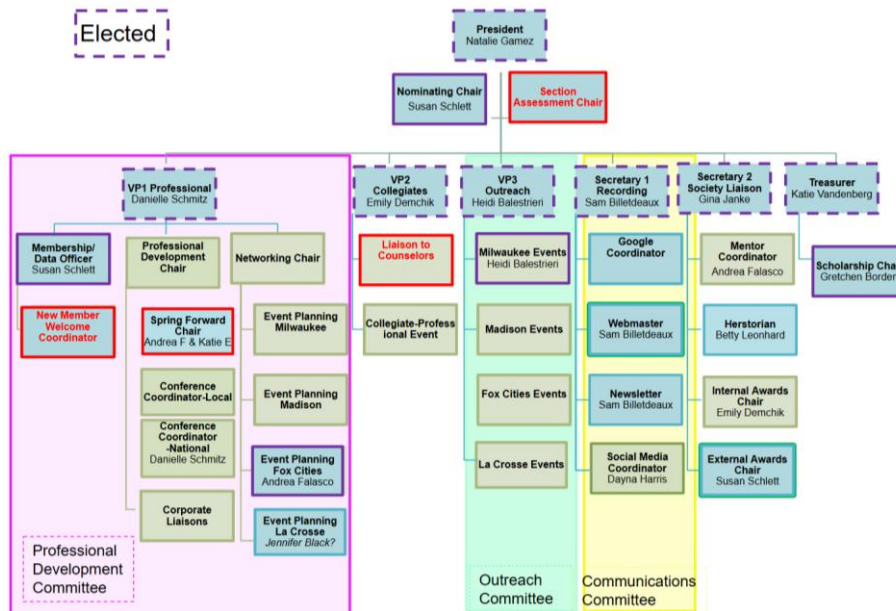 Elected
President
Natalie Gamez
Nominating Chair
Susan Schlett
Section
Assessment Chair
VP1 Professional
Danielle Schmitz
VP2
Collegiates
Emily Demchik
VP3
Outreach
Heidi Balestrieri
Secretary 1
Recording
Sam Billetdeaux
Secretary 2
Society Liaison
Gina Janke
Treasurer
Katie Vandenberg
Membership/
Data Officer
Susan Schlett
New Member
Welcome
Coordinator
Professional
Development
Chair
Spring Forward
Chair
Andrea F & Katie E
Conference
Coordinator-Local
Conference
Coordinator
-National
Danielle Schmitz
Corporate
Liaisons
Networking Chair
Event Planning
Milwaukee
Event Planning
Madison
Event Planning
Fox Cities
Andrea Falasco
Event Planning
La Crosse
Jennifer Black?
Liaison to
Counselors
Collegiate-Profess
ional Event
Milwaukee Events
Heidi Balestrieri
Madison Events
Fox Cities Events
La Crosse Events
Google
Coordinator
Webmaster
Sam Billetdeaux
Newsletter
Sam Billetdeaux
Social Media
Coordinator
Dayna Harris
Mentor
Coordinator
Andrea Falasco
Herstorian
Betty Leonhard
Internal Awards
Chair
Emily Demchik
External Awards
Chair
Susan Schlett
Scholarship Chai
Gretchen Border
Professional
Development
Committee
Outreach
Committee
Communications
Committee